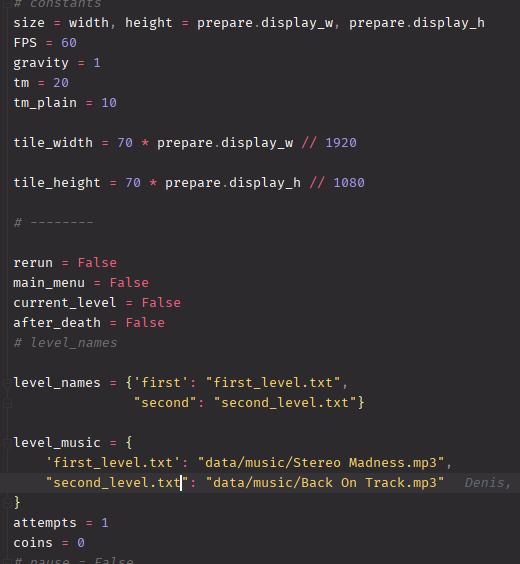 # constants
size = width, height = prepare.display_w, prepare.display_h
FPS = 60
gravity = 1
tm = 20
tm_plain = 10
tile_width = 70 * prepare.display_w // 1920
tile_height = 70 * prepare.display_h // 1080
# --------
rerun = False
main_menu = False
current_level = False
after_death = False
# level_names
level_names = {'first': "first_level.txt",
"second": "second_level.txt"}
level_music = {
'first_level.txt': "data/music/Stereo Madness.mp3",
"second_level.txt": "data/music/Back On Track.mp3" Denis,
}
attempts = 1
coins = 0
# pause = False